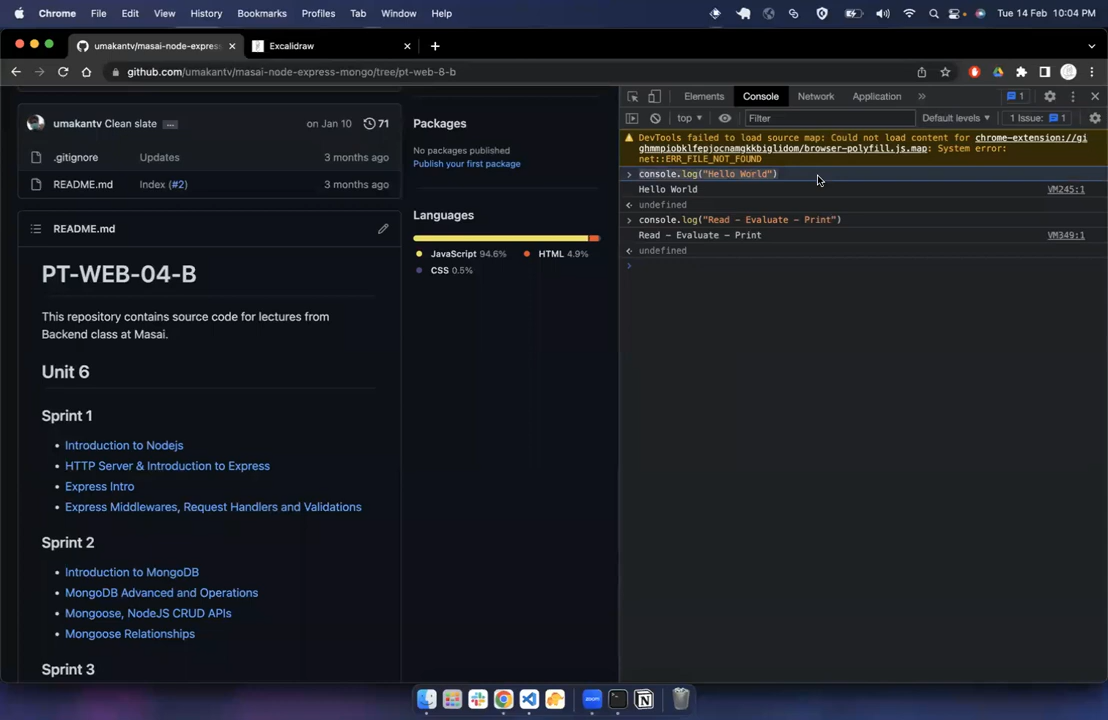 Chrome File Edit View History Bookmarks Profiles Tab Window Help Tue 14 Feb 10:04 PM
umakantv/masai-node-express-
Excalidraw
github.com/umakantv/masai-node-express-mongo/tree/pt-web-8-b
umakantv Clean slate ... on Jan 10 71
.gitignore Updates 3 months ago
README.md Index (#2) 3 months ago
README.md
PT-WEB-04-B
This repository contains source code for lectures from
Backend class at Masai.
Unit 6
Sprint 1
• Introduction to Nodejs
• HTTP Server & Introduction to Express
• Express Intro
• Express Middlewares, Request Handlers and Validations
Sprint 2
• Introduction to MongoDB
• MongoDB Advanced and Operations
• Mongoose, NodeJS CRUD APIs
• Mongoose Relationships
Sprint 3
Packages
No packages published
Publish your first package
Languages
JavaScript 94.6% HTML 4.9%
CSS 0.5%
Elements Console Network Application » 1
top Filter Default levels 1 Issue: 1
DevTools failed to load source map: Could not load content for chrome-extension://gi
ghmmpiobklfepjocnamgkkbiglidom/browser-polyfill.js.map: System error:
net::ERR_FILE_NOT_FOUND
> console.log("Hello World")
Hello World VM245:1
undefined
> console.log("Read - Evaluate - Print")
Read - Evaluate - Print VM349:1
undefined
>